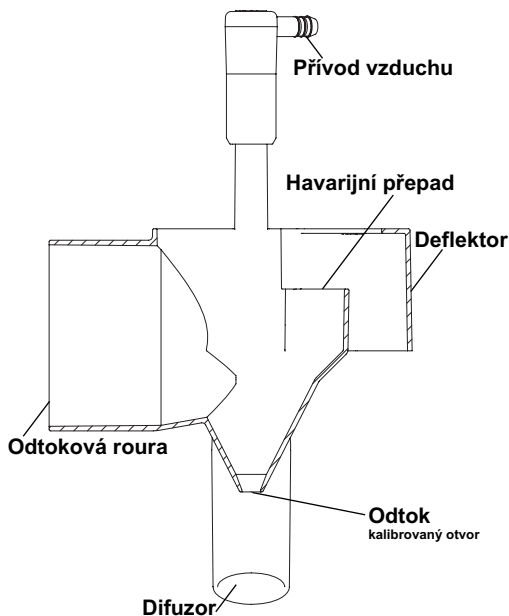 Přívod vzduchu
Havarijní přepad
Deflektor
Odtoková roura
Odtok
kalibrovaný otvor
Difuzor